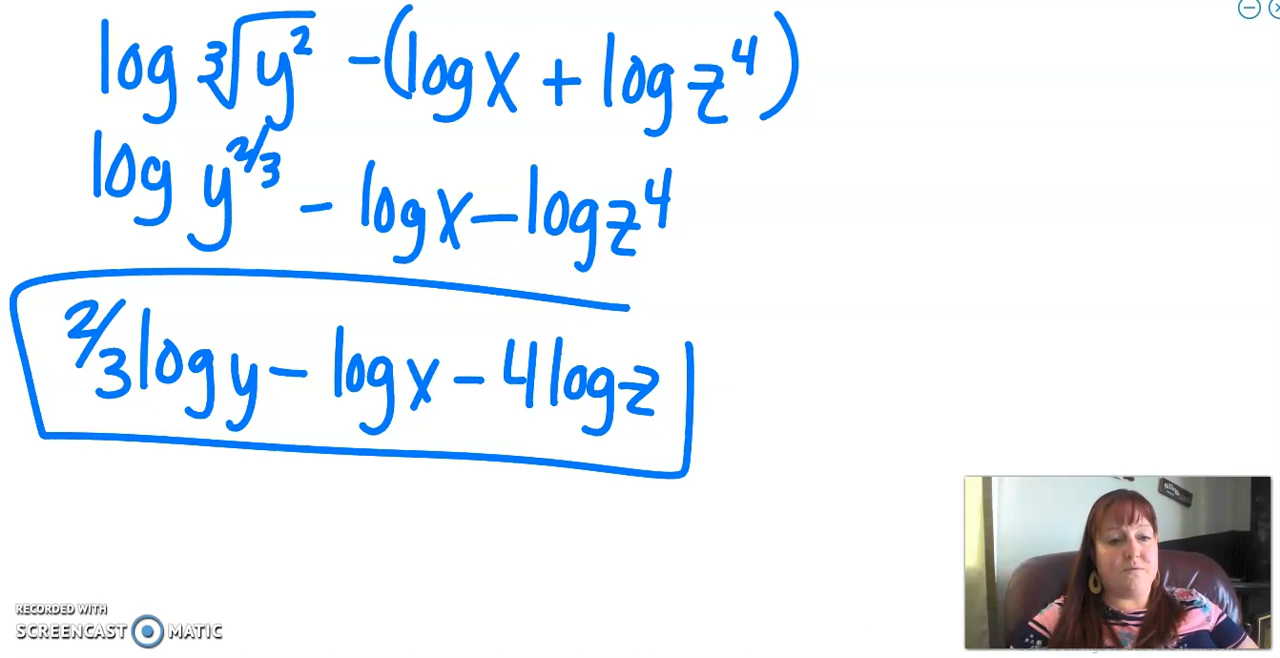 log ∛y² -(log x + log z⁴)
log y^(2/3) - log x - log z⁴
2/3 log y - log x - 4 log z
RECORDED WITH
SCREENCAST MATIC